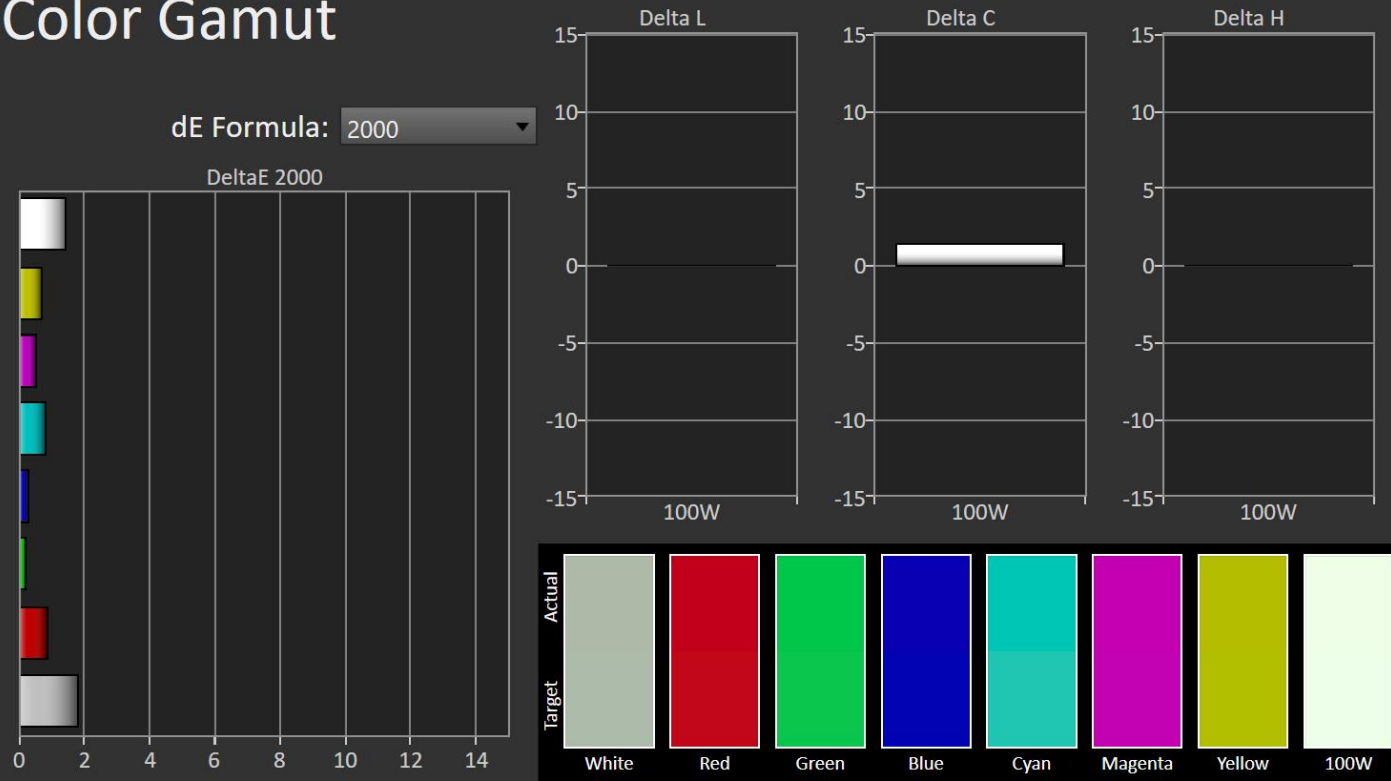 Color Gamut
dE Formula: 2000
DeltaE 2000
0 2 4 6 8 10 12 14
Delta L
15
10
5
0
-5
-10
-15
100W
Delta C
15
10
5
0
-5
-10
-15
100W
Delta H
15
10
5
0
-5
-10
-15
100W
Actual
Target
White Red Green Blue Cyan Magenta Yellow 100W